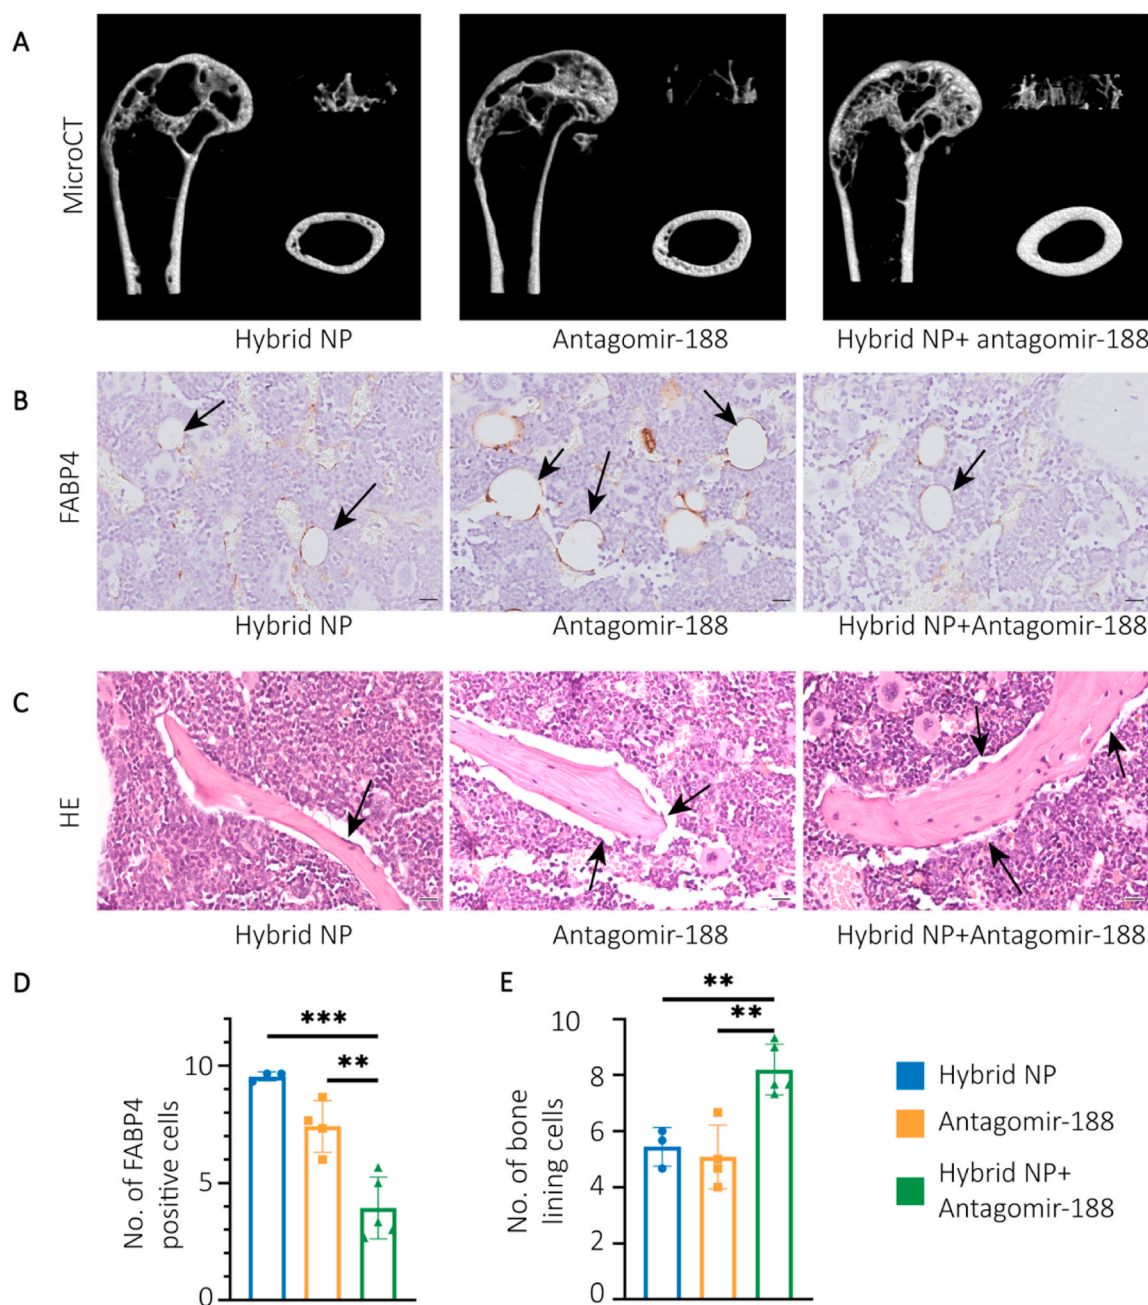 A
MicroCT
Hybrid NP
Antagomir-188
Hybrid NP+ antagomir-188
B
FABP4
Hybrid NP
Antagomir-188
Hybrid NP+Antagomir-188
C
HE
Hybrid NP
Antagomir-188
Hybrid NP+Antagomir-188
D
No. of FABP4
positive cells
10
5
0
***
**
E
No. of bone
lining cells
10
8
6
4
2
0
**
**
Hybrid NP
Antagomir-188
Hybrid NP+
Antagomir-188